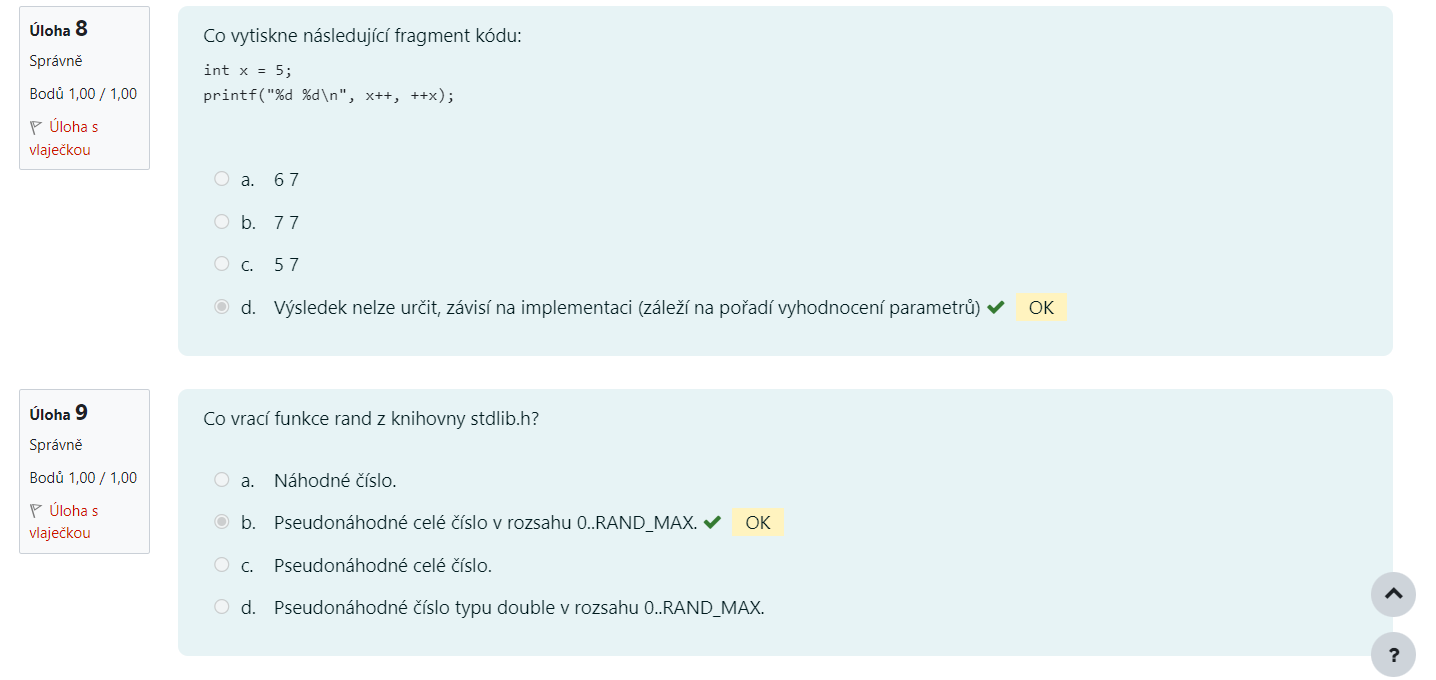 Úloha 8
Správně
Bodů 1,00 / 1,00
Úloha s
vlaječkou
Co vytiskne následující fragment kódu:
int x = 5;
printf("%d %d\n", x++, ++x);
a. 6 7
b. 7 7
c. 5 7
d. Výsledek nelze určit, závisí na implementaci (záleží na pořadí vyhodnocení parametrů) OK
Úloha 9
Správně
Bodů 1,00 / 1,00
Úloha s
vlaječkou
Co vrací funkce rand z knihovny stdlib.h?
a. Náhodné číslo.
b. Pseudonáhodné celé číslo v rozsahu 0..RAND_MAX. OK
c. Pseudonáhodné celé číslo.
d. Pseudonáhodné číslo typu double v rozsahu 0..RAND_MAX.
?